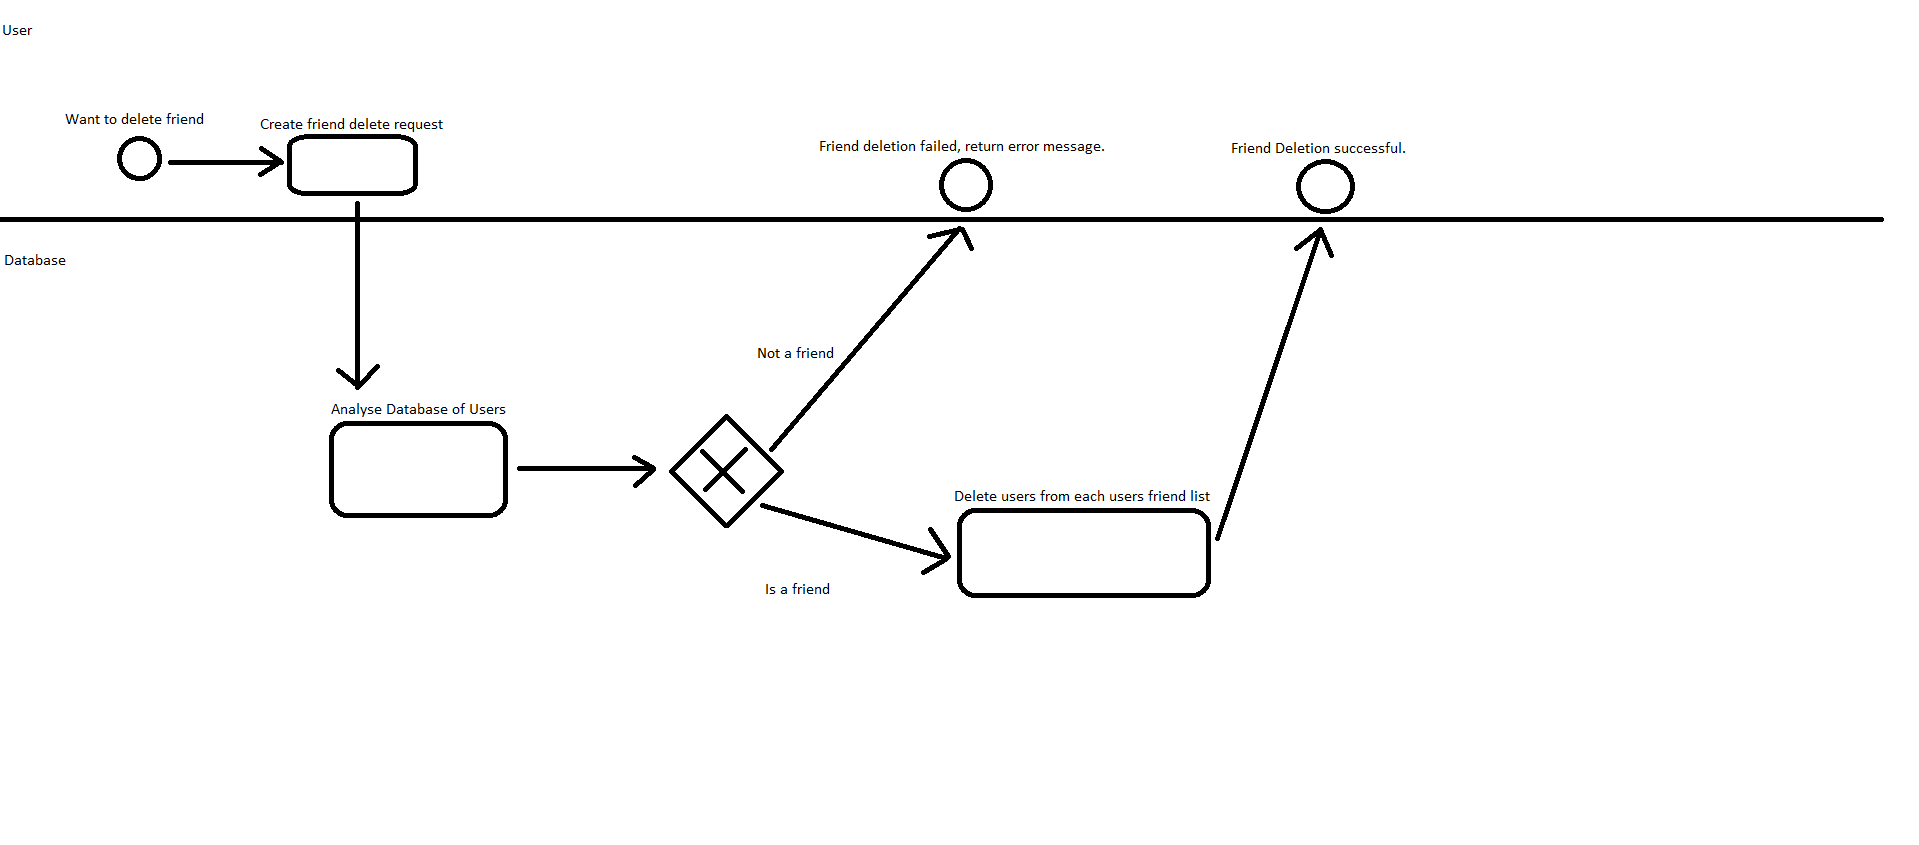 User
Want to delete friend
Create friend delete request
Friend deletion failed, return error message.
Friend Deletion successful.
Database
Not a friend
Analyse Database of Users
Delete users from each users friend list
Is a friend